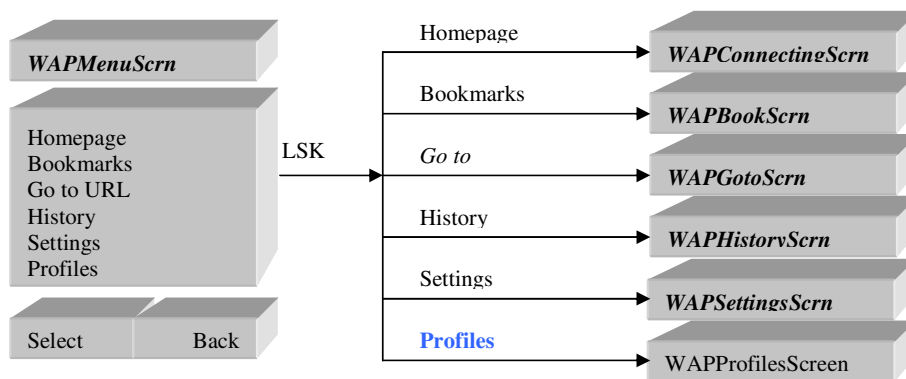 WAPMenuScrn
Homepage
Bookmarks
Go to URL
History
Settings
Profiles
Select
Back
LSK
Homepage
WAPConnectingScrn
Bookmarks
WAPBookScrn
Go to
WAPGotoScrn
History
WAPHistoryScrn
Settings
WAPSettingsScrn
Profiles
WAPProfilesScreen